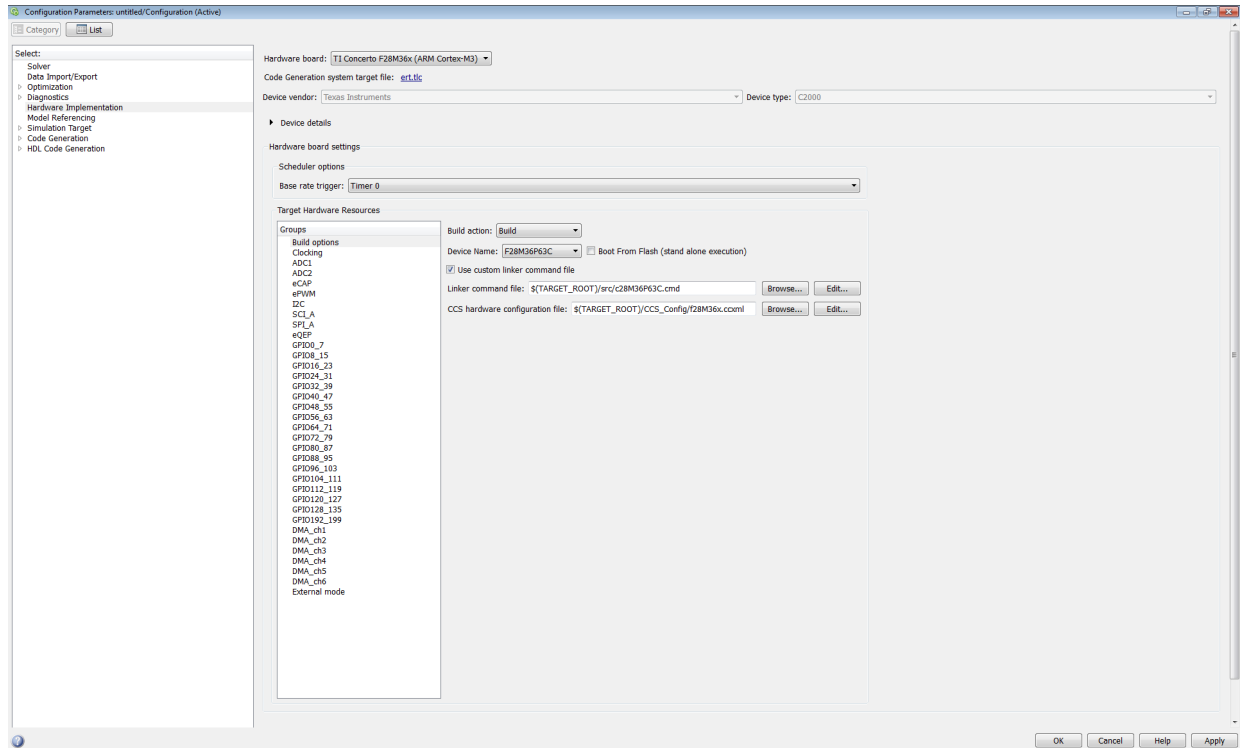 Configuration Parameters: untitled/Configuration (Active)
Category List
Select:
Solver
Data Import/Export
Optimization
Diagnostics
Hardware Implementation
Model Referencing
Simulation Target
Code Generation
HDL Code Generation
Hardware board: TI Concerto F28M36x (ARM Cortex-M3)
Code Generation system target file: ert.tlc
Device vendor: Texas Instruments Device type: C2000
Device details
Hardware board settings
Scheduler options
Base rate trigger: Timer 0
Target Hardware Resources
Groups
Build options
Clocking
ADC1
ADC2
eCAP
ePWM
I2C
SCI_A
SPI_A
eQEP
GPIO0_7
GPIO8_15
GPIO16_23
GPIO24_31
GPIO32_39
GPIO40_47
GPIO48_55
GPIO56_63
GPIO64_71
GPIO72_79
GPIO80_87
GPIO88_95
GPIO96_103
GPIO104_111
GPIO112_119
GPIO120_127
GPIO128_135
GPIO192_199
DMA_ch1
DMA_ch2
DMA_ch3
DMA_ch4
DMA_ch5
DMA_ch6
External mode
Build action: Build
Device Name: F28M36P63C Boot From Flash (stand alone execution)
Use custom linker command file
Linker command file: $(TARGET_ROOT)/src/c28M36P63C.cmd Browse... Edit...
CCS hardware configuration file: $(TARGET_ROOT)/CCS_Config/f28M36x.ccxml Browse... Edit...
OK Cancel Help Apply